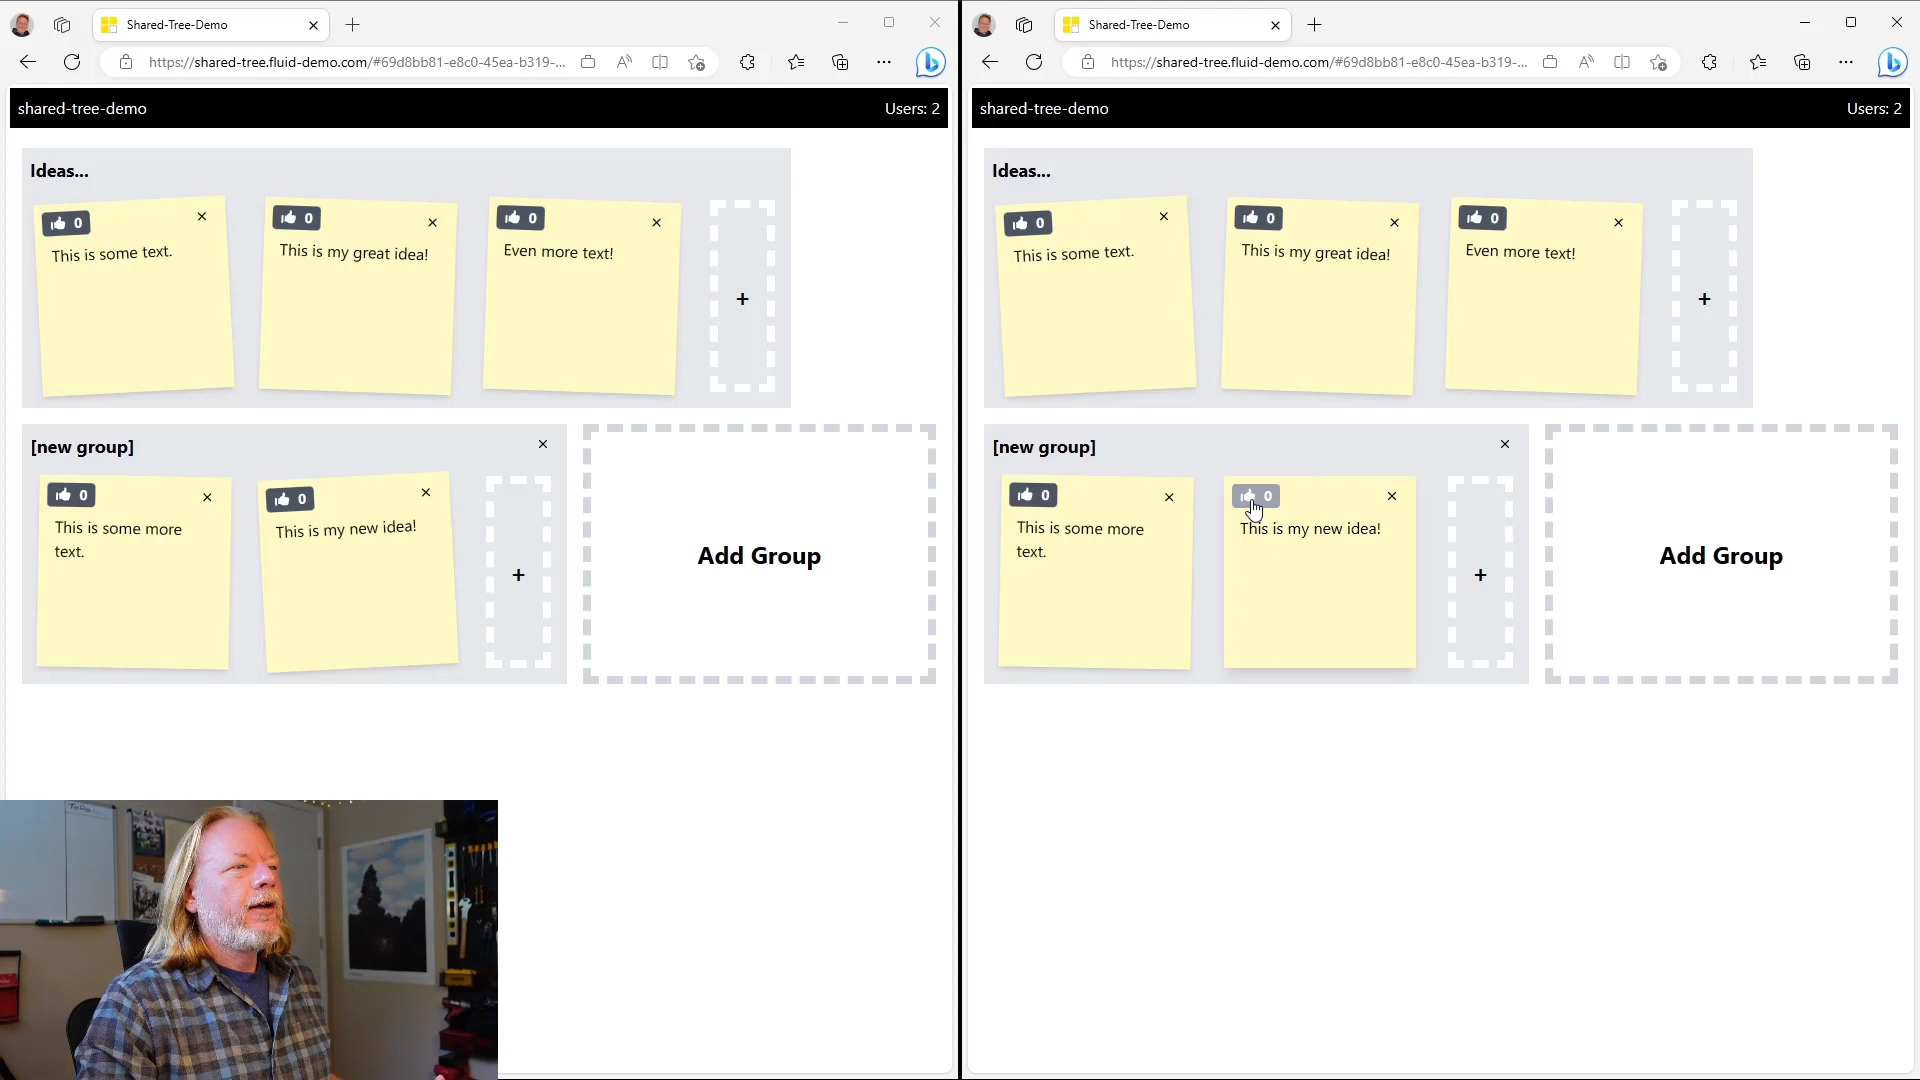 Shared-Tree-Demo
https://shared-tree.fluid-demo.com/#69d8bb81-e8c0-45ea-b319-...
shared-tree-demo
Users: 2
Ideas...
0
This is some text.
0
This is my great idea!
0
Even more text!
+
[new group]
0
This is some more
text.
0
This is my new idea!
+
Add Group
Shared-Tree-Demo
https://shared-tree.fluid-demo.com/#69d8bb81-e8c0-45ea-b319-...
shared-tree-demo
Users: 2
Ideas...
0
This is some text.
0
This is my great idea!
0
Even more text!
+
[new group]
0
This is some more
text.
0
This is my new idea!
+
Add Group